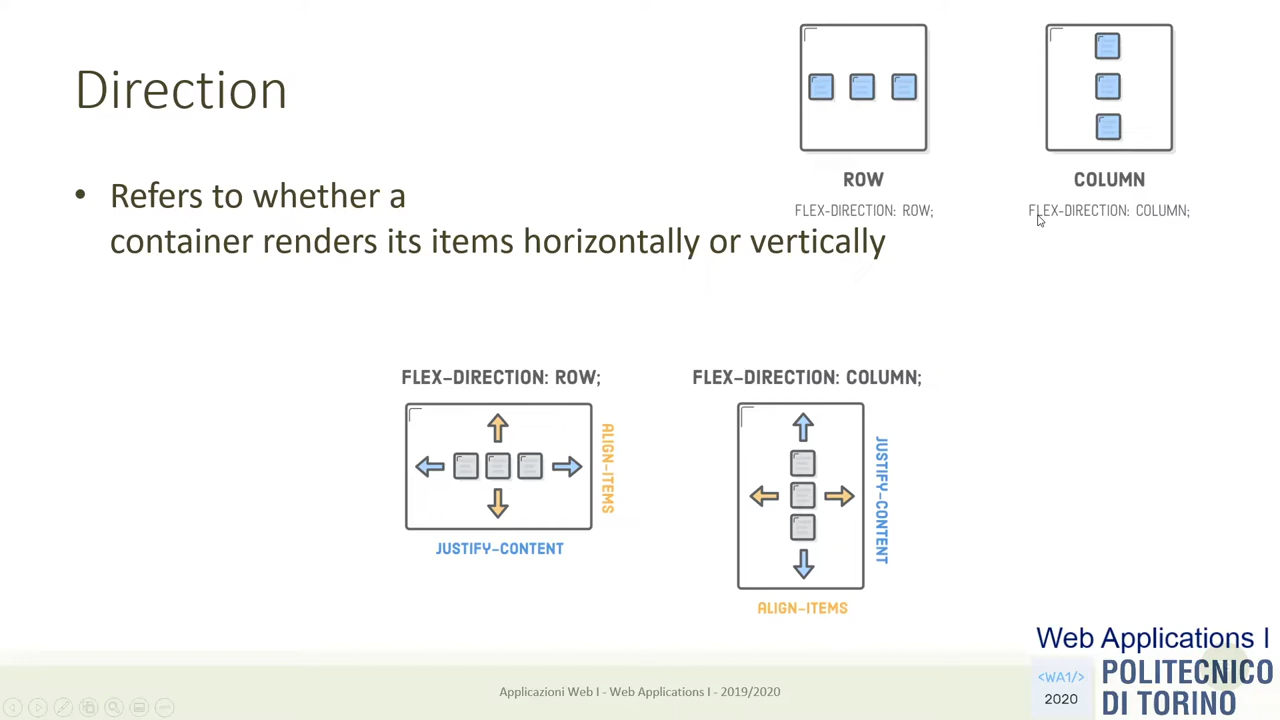 Direction
ROW
COLUMN
FLEX-DIRECTION: ROW;
FLEX-DIRECTION: COLUMN;
• Refers to whether a
container renders its items horizontally or vertically
FLEX-DIRECTION: ROW;
ALIGN-ITEMS
JUSTIFY-CONTENT
FLEX-DIRECTION: COLUMN;
JUSTIFY-CONTENT
ALIGN-ITEMS
Web Applications I
<WA1/>
2020
POLITECNICO
DI TORINO
Applicazioni Web I - Web Applications I - 2019/2020